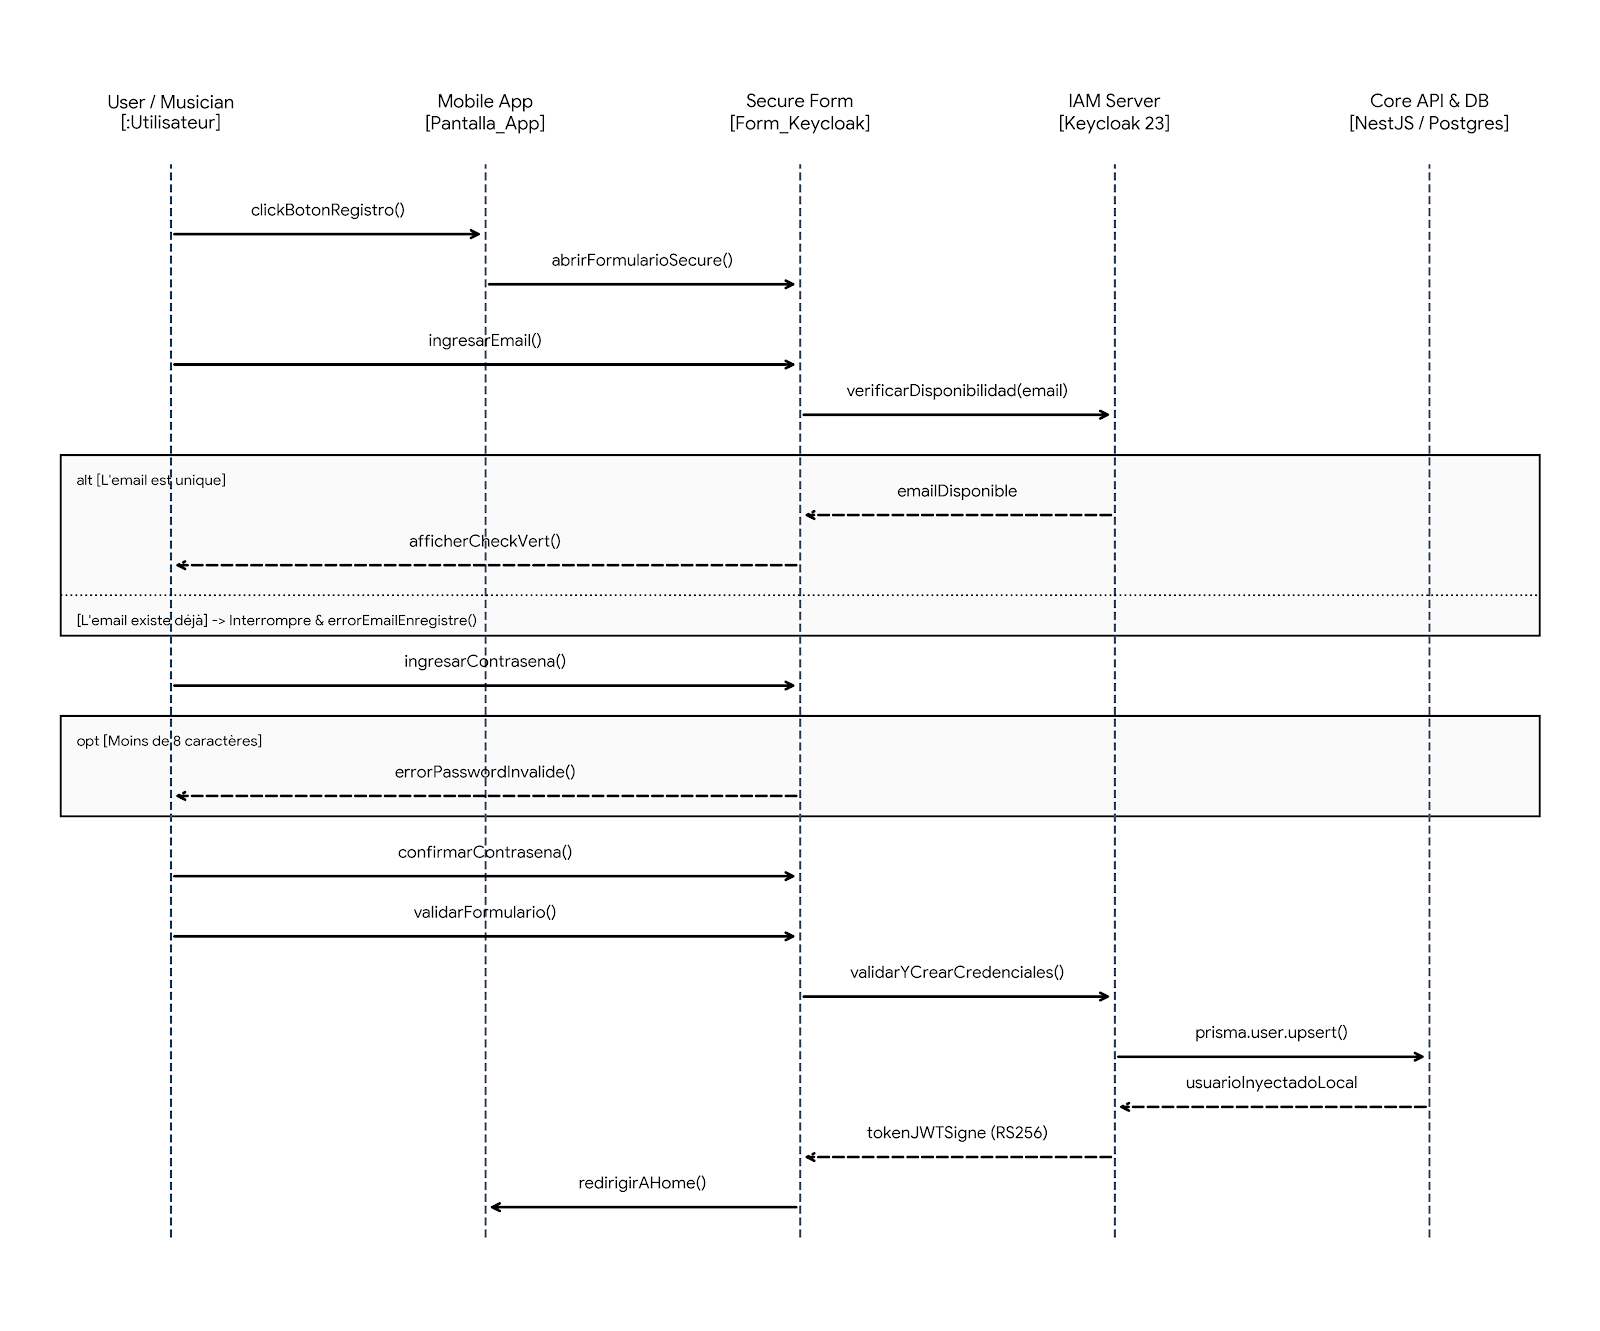 User / Musician
[:Utilisateur]
Mobile App
[Pantalla_App]
Secure Form
[Form_Keycloak]
IAM Server
[Keycloak 23]
Core API & DB
[NestJS / Postgres]
clickBotonRegistro()
abrirFormularioSecure()
ingresarEmail()
verificarDisponibilidad(email)
alt [L'email est unique]
emailDisponible
afficherCheckVert()
[L'email existe déjà] -> Interrompre & errorEmailEnregistre()
ingresarContrasena()
opt [Moins de 8 caractères]
errorPasswordInvalide()
confirmarContrasena()
validarFormulario()
validarYCrearCredenciales()
prisma.user.upsert()
usuarioInyectadoLocal
tokenJWTSigne (RS256)
redirigirAHome()